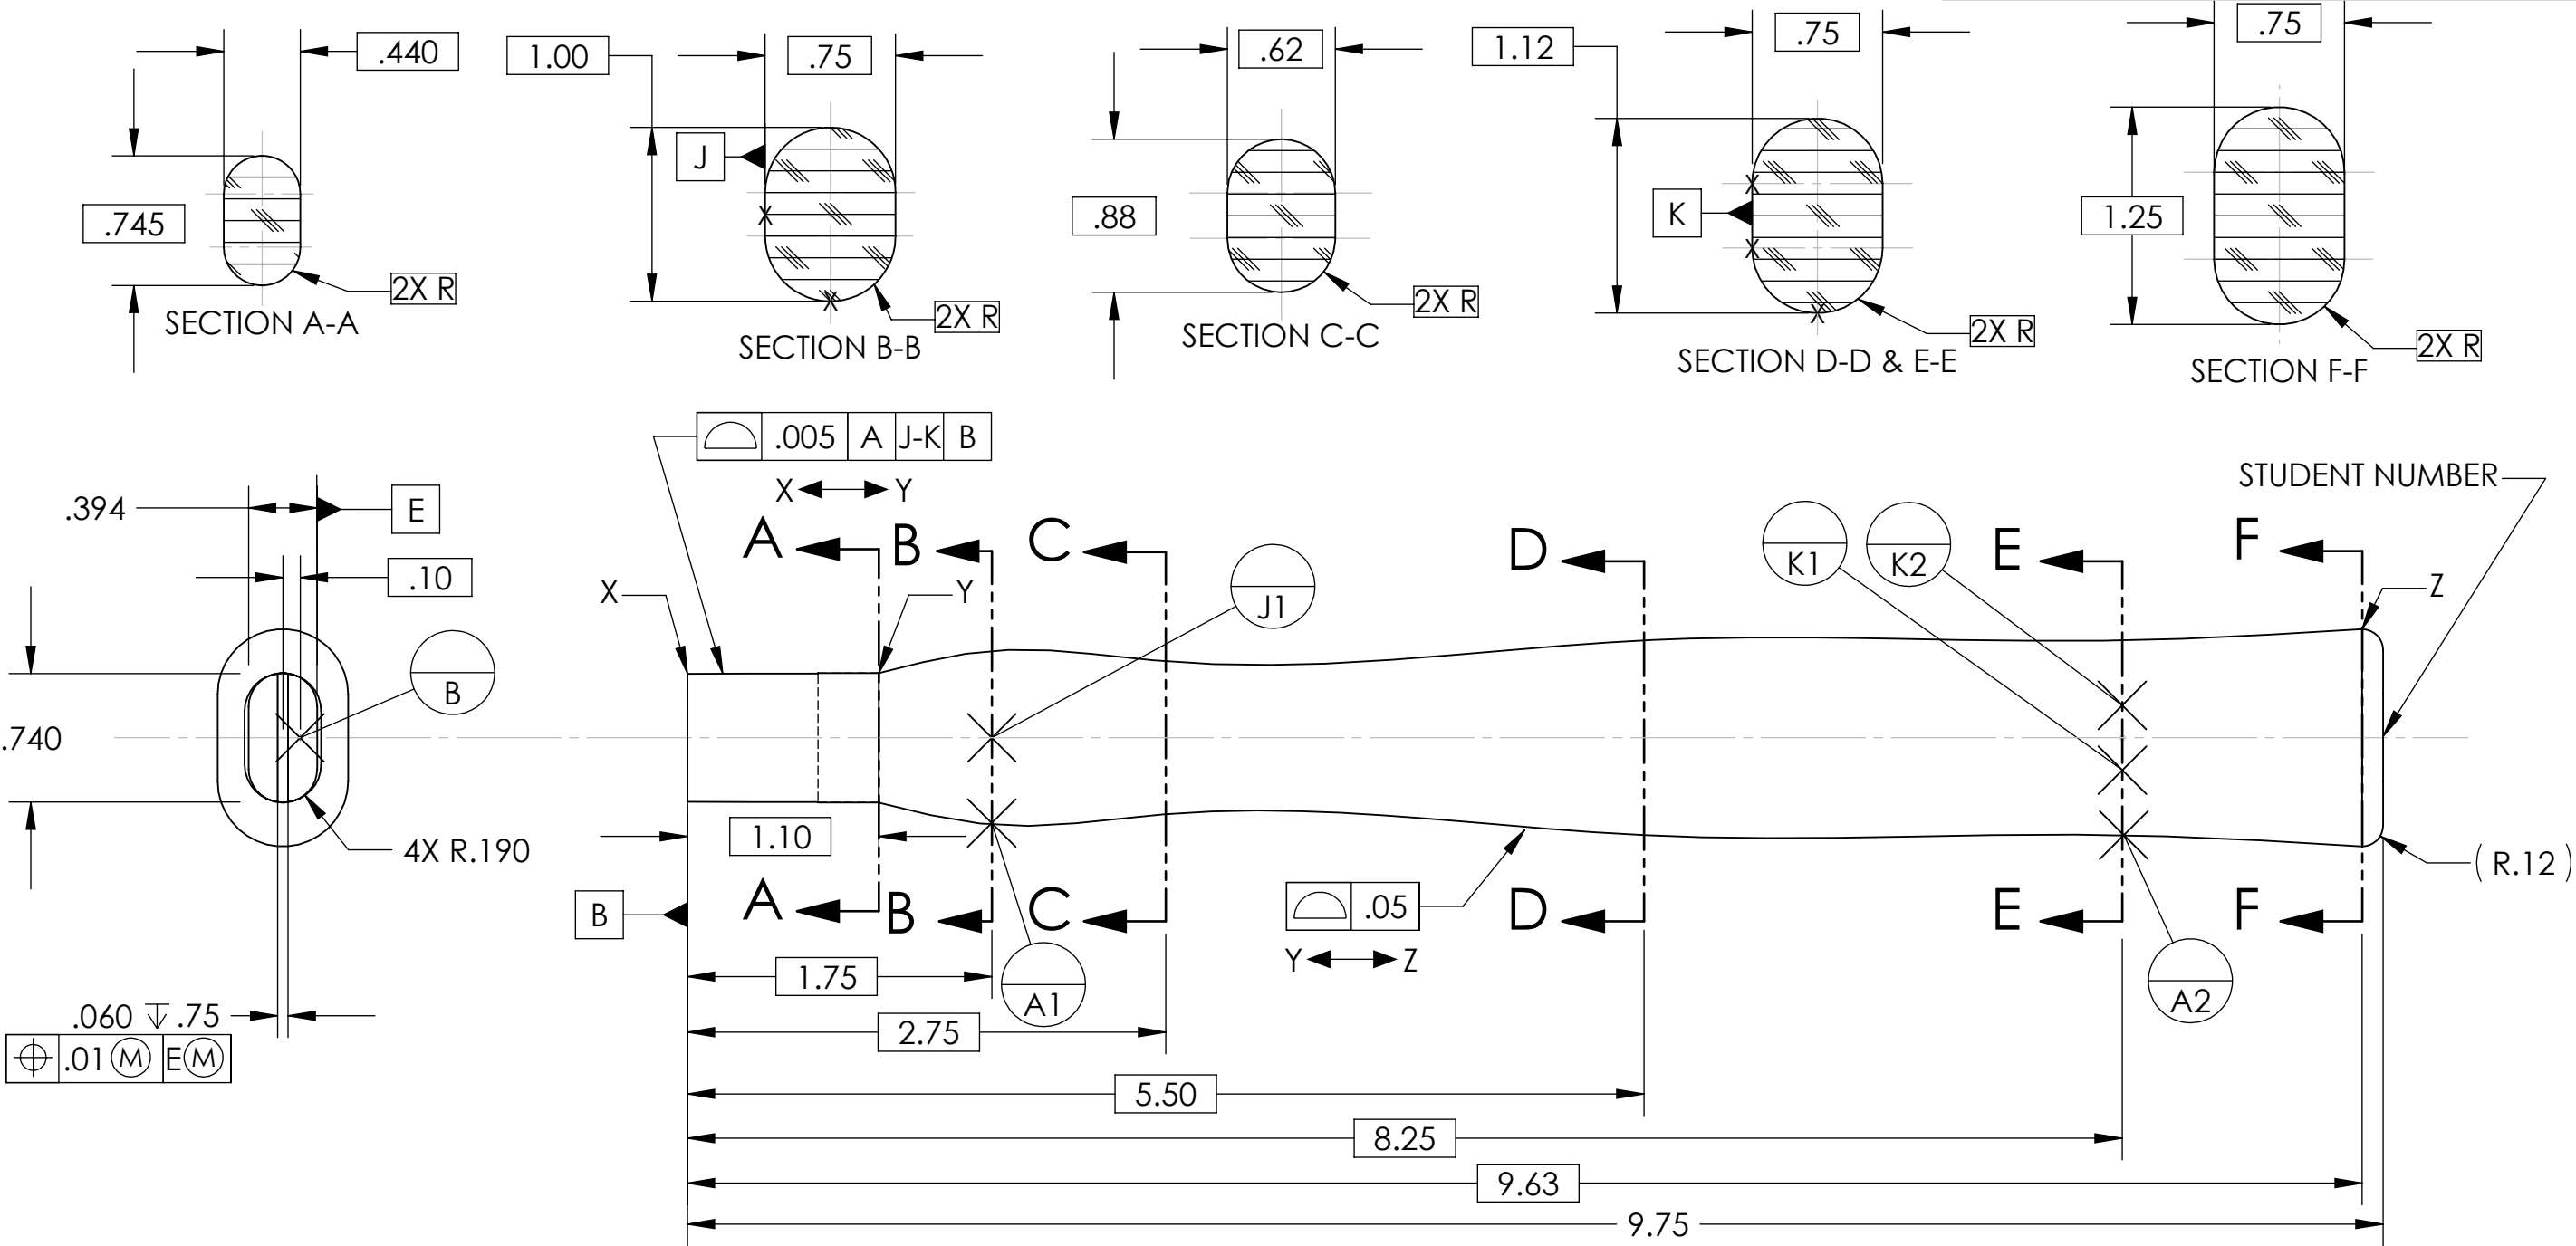 .440
.745
2X R
SECTION A-A
1.00
.75
J
X
X
2X R
SECTION B-B
.62
.88
2X R
SECTION C-C
1.12
.75
K
X
X
X
2X R
SECTION D-D & E-E
.75
1.25
2X R
SECTION F-F
.005 A J-K B
X Y
STUDENT NUMBER
.394
E
.10
B
.740
4X R.190
.060 ↧ .75
⌖ .01 Ⓜ E Ⓜ
A B C D E F
X
Y
J1
K1
K2
Z
1.10
B
A B C D E F
.05
Y Z
( R.12 )
A1
A2
1.75
2.75
5.50
8.25
9.63
9.75